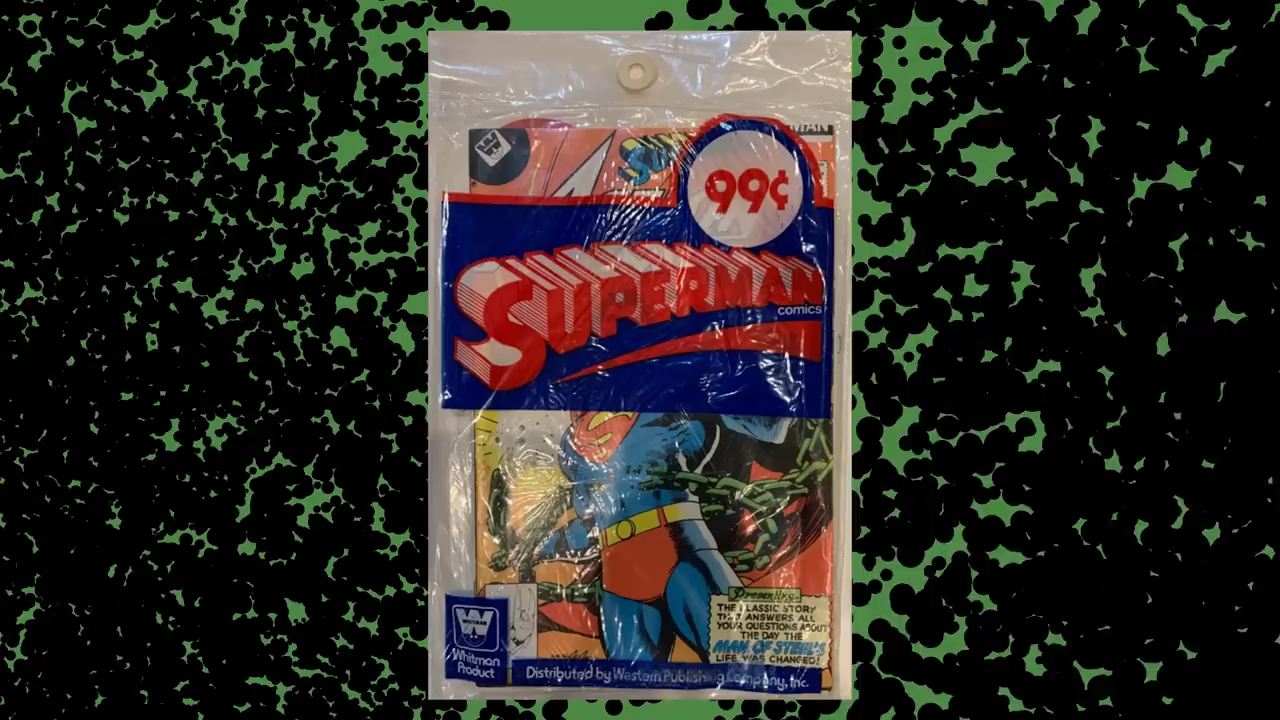 99¢
SUPERMAN
comics
Presenting
THE CLASSIC STORY
THAT ANSWERS ALL
YOUR QUESTIONS ABOUT
THE DAY THE
MAN OF STEEL'S
LIFE WAS CHANGED!
WHITMAN
Whitman
Product
Distributed by Western Publishing Company, Inc.